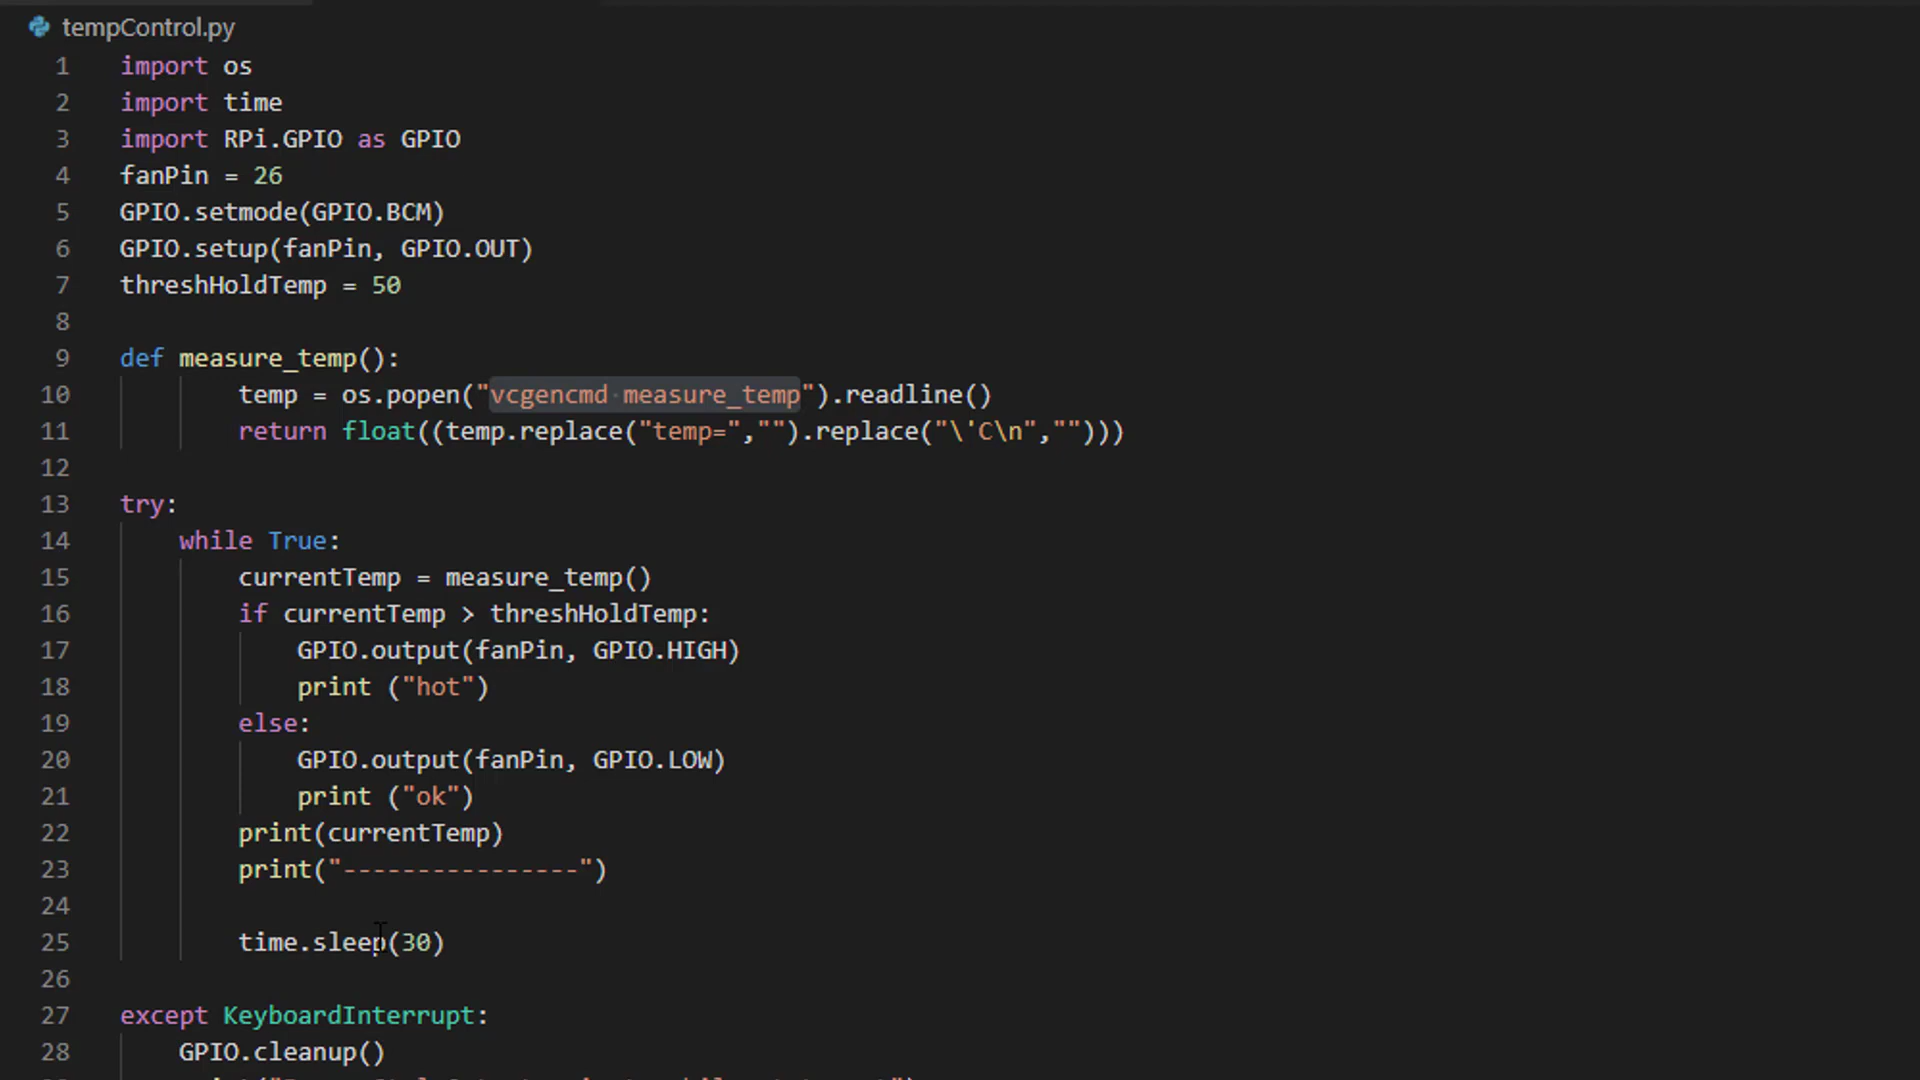 tempControl.py
1 import os
2 import time
3 import RPi.GPIO as GPIO
4 fanPin = 26
5 GPIO.setmode(GPIO.BCM)
6 GPIO.setup(fanPin, GPIO.OUT)
7 threshHoldTemp = 50
8
9 def measure_temp():
10 temp = os.popen("vcgencmd measure_temp").readline()
11 return float((temp.replace("temp=","").replace("\'C\n","")))
12
13 try:
14 while True:
15 currentTemp = measure_temp()
16 if currentTemp > threshHoldTemp:
17 GPIO.output(fanPin, GPIO.HIGH)
18 print ("hot")
19 else:
20 GPIO.output(fanPin, GPIO.LOW)
21 print ("ok")
22 print(currentTemp)
23 print("----------------")
24
25 time.sleep(30)
26
27 except KeyboardInterrupt:
28 GPIO.cleanup()